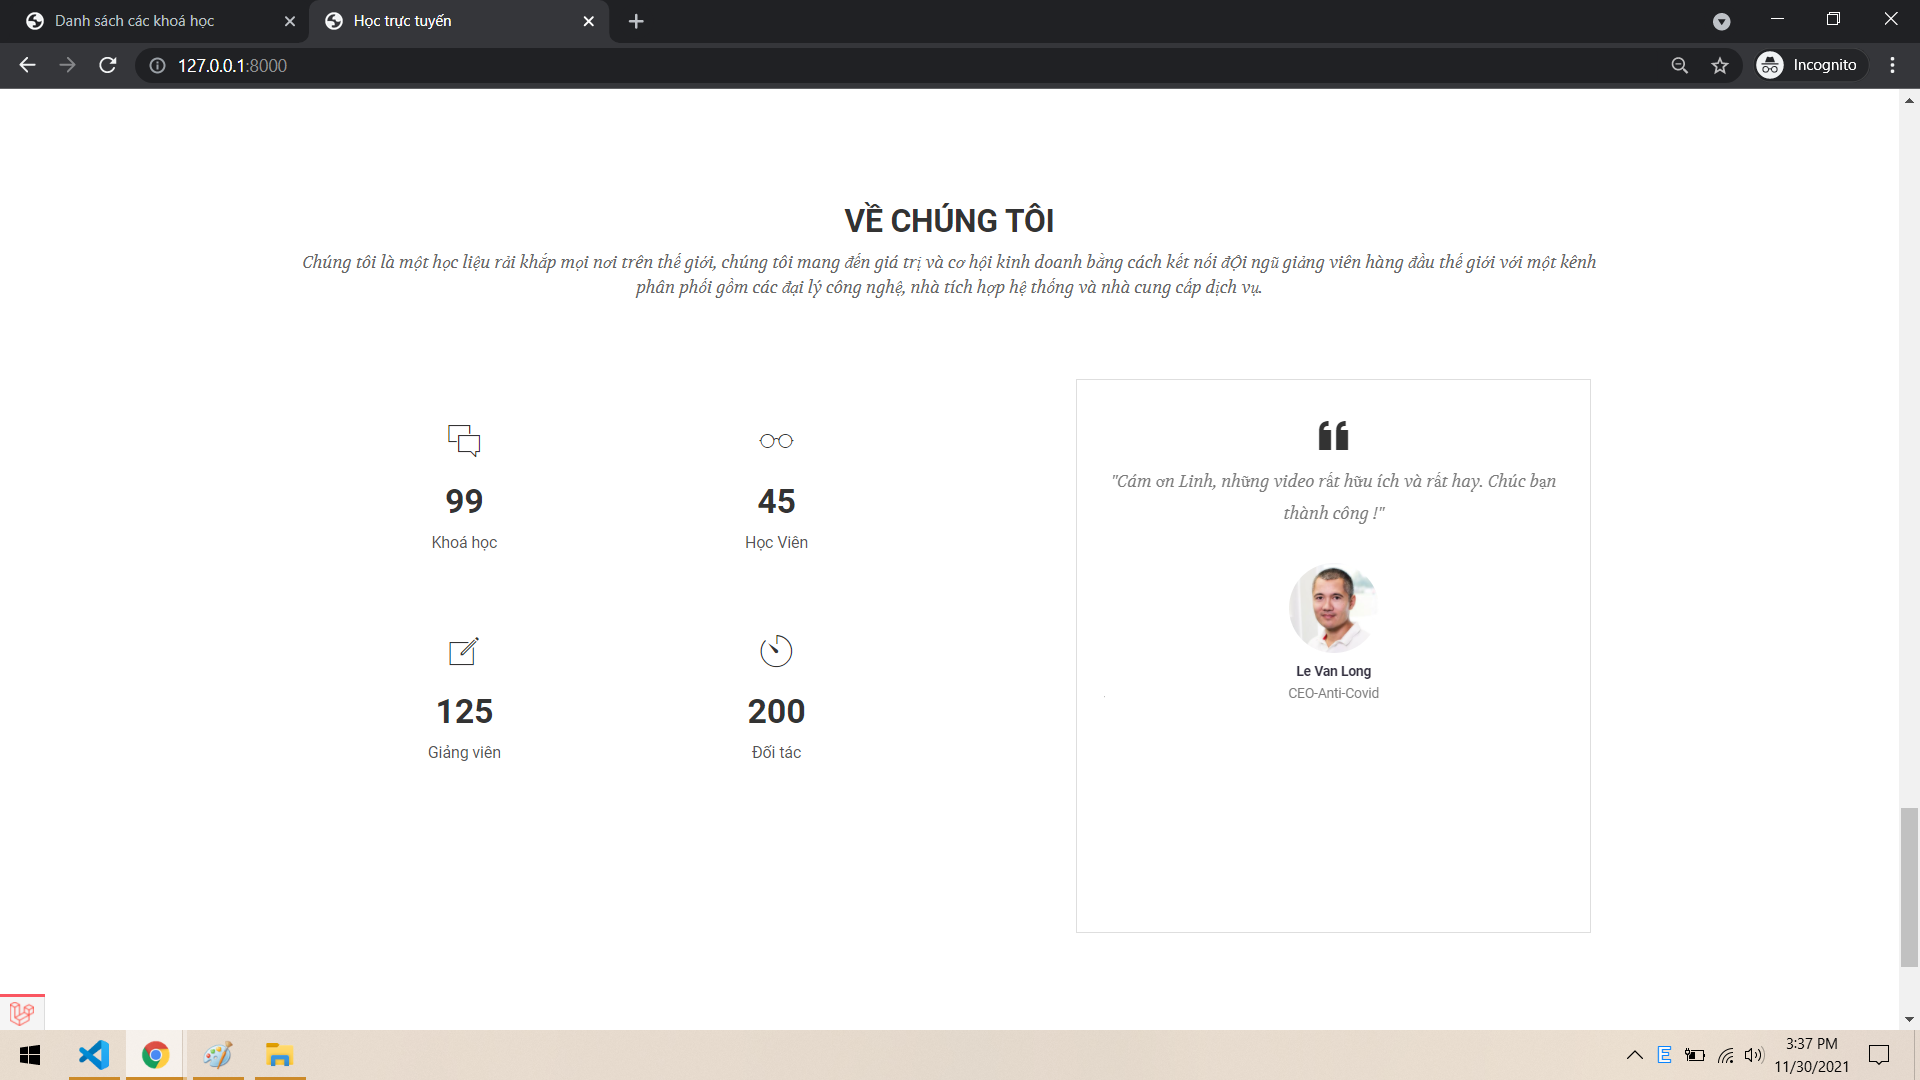 Danh sách các khoá học
Học trực tuyến
127.0.0.1:8000
Incognito
VỀ CHÚNG TÔI
Chúng tôi là một học liệu rải khắp mọi nơi trên thế giới, chúng tôi mang đến giá trị và cơ hội kinh doanh bằng cách kết nối đỘi ngũ giảng viên hàng đầu thế giới với một kênh
phân phối gồm các đại lý công nghệ, nhà tích hợp hệ thống và nhà cung cấp dịch vụ.
99
Khoá học
45
Học Viên
125
Giảng viên
200
Đối tác
"Cám ơn Linh, những video rất hữu ích và rất hay. Chúc bạn
thành công !"
Le Van Long
CEO-Anti-Covid
E
3:37 PM
11/30/2021